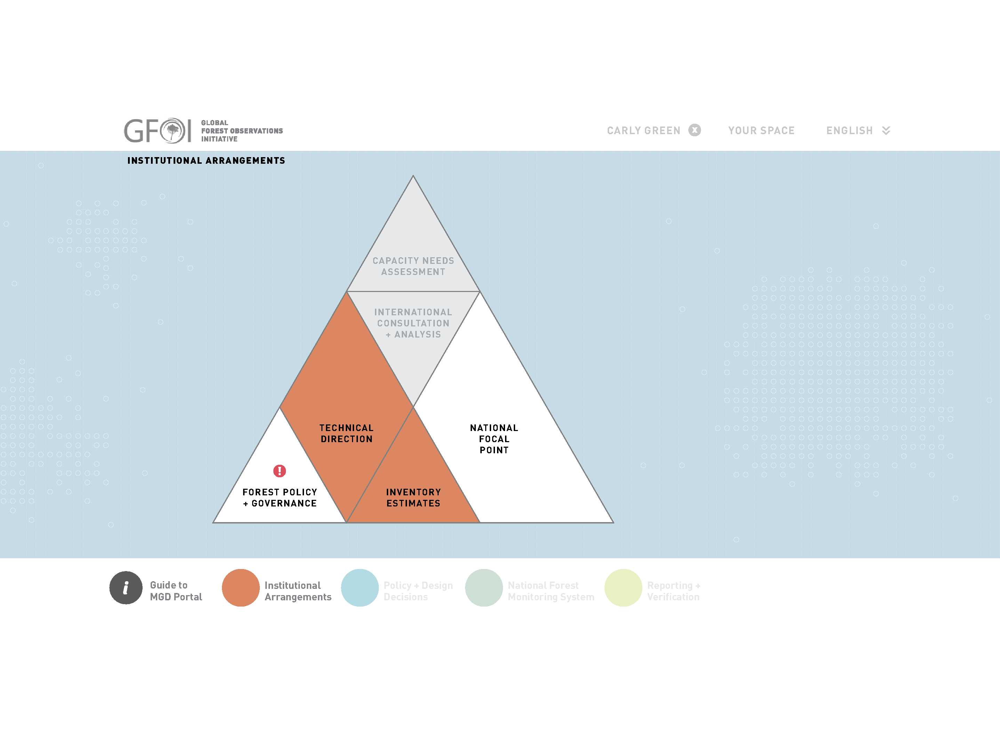 GFOI
GLOBAL
FOREST OBSERVATIONS
INITIATIVE
CARLY GREEN X
YOUR SPACE
ENGLISH
INSTITUTIONAL ARRANGEMENTS
CAPACITY NEEDS
ASSESSMENT
INTERNATIONAL
CONSULTATION
+ ANALYSIS
TECHNICAL
DIRECTION
NATIONAL
FOCAL
POINT
!
FOREST POLICY
+ GOVERNANCE
INVENTORY
ESTIMATES
i
Guide to
MGD Portal
Institutional
Arrangements
Policy + Design
Decisions
National Forest
Monitoring System
Reporting +
Verification